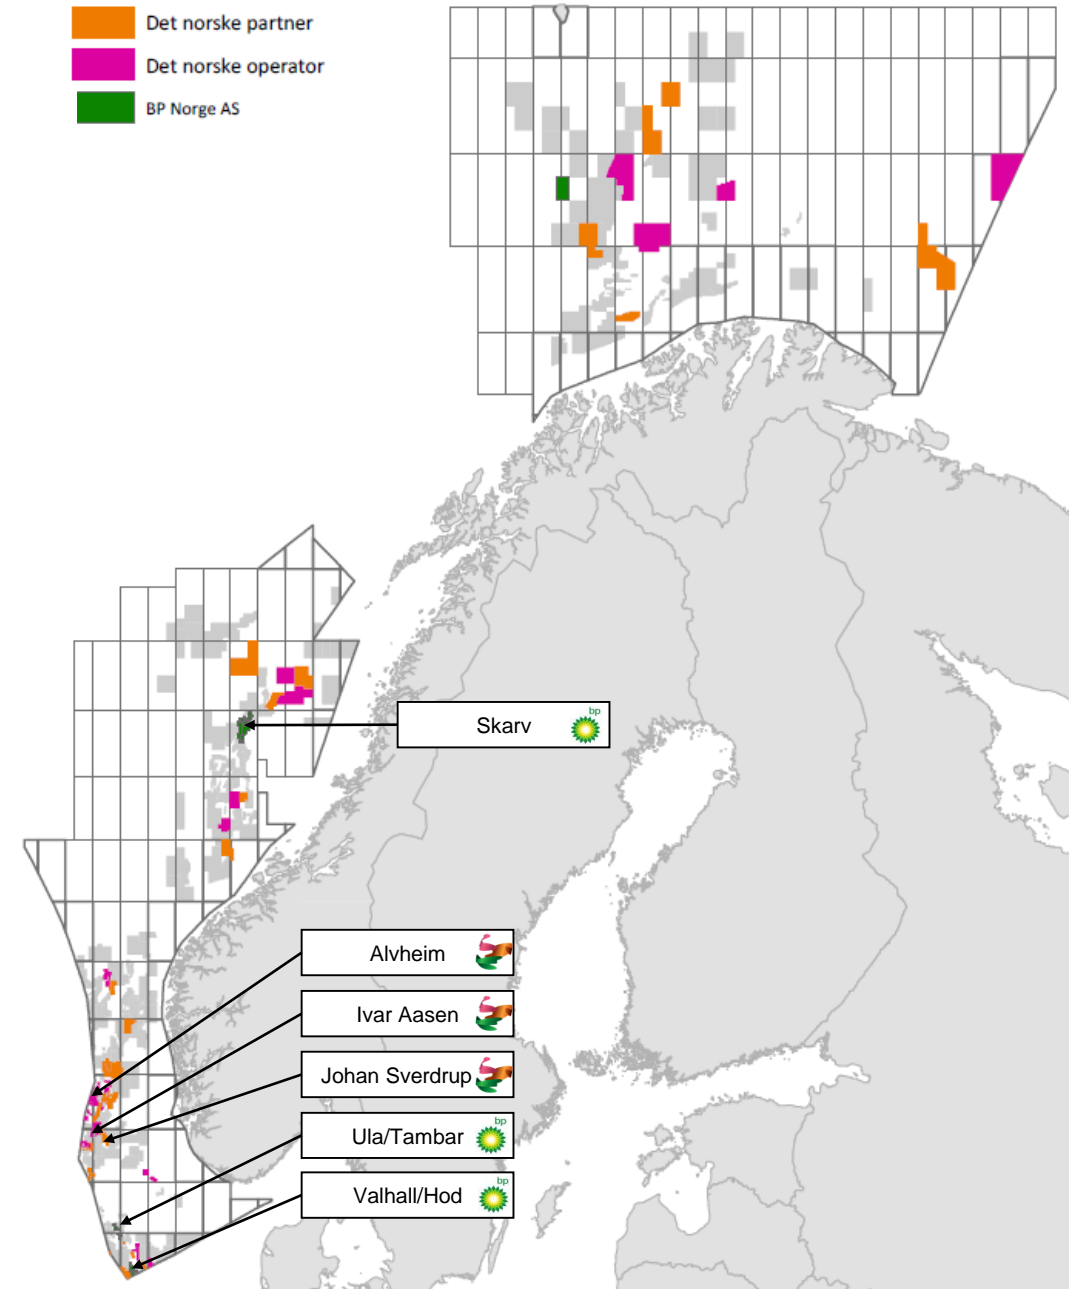 Det norske partner
Det norske operator
BP Norge AS
bp
Skarv
Alvheim
Ivar Aasen
Johan Sverdrup
bp
Ula/Tambar
bp
Valhall/Hod